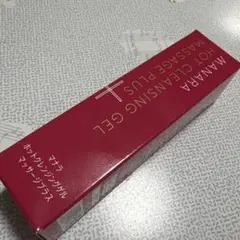 MANARA
HOT CLEANSING GEL
MASSAGE PLUS
マナラ
ホットクレンジングゲル
マッサージプラス